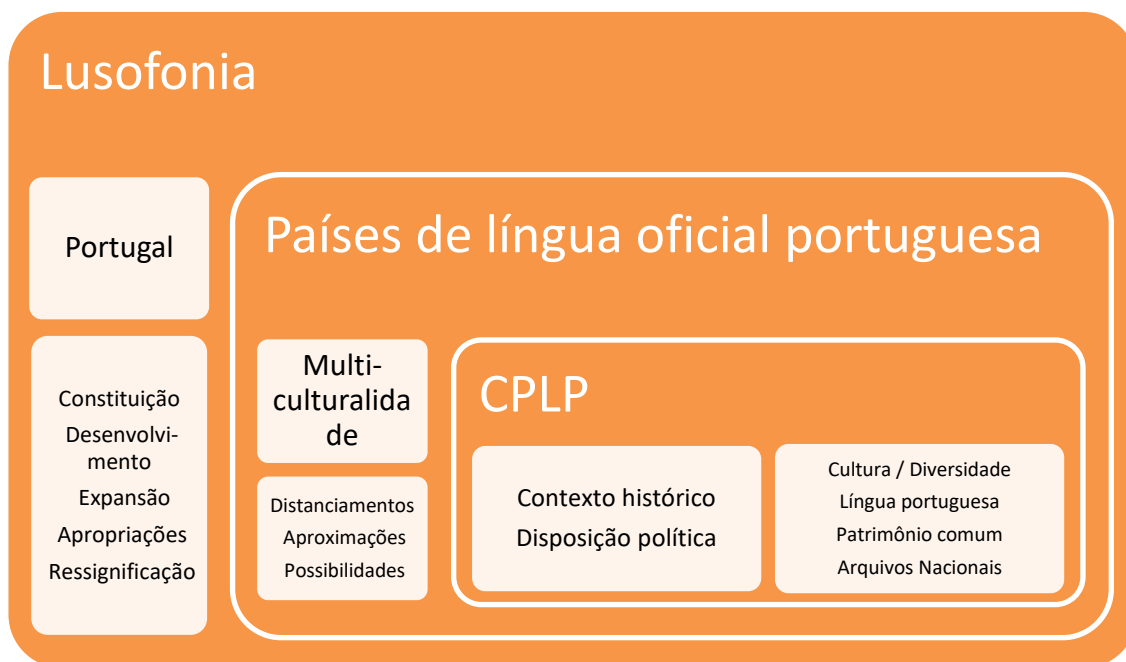 Lusofonia
Portugal
Constituição
Desenvolvi-
mento
Expansão
Apropriações
Ressignificação
Países de língua oficial portuguesa
Multi-
culturalida
de
Distanciamentos
Aproximações
Possibilidades
CPLP
Contexto histórico
Disposição política
Cultura / Diversidade
Língua portuguesa
Patrimônio comum
Arquivos Nacionais